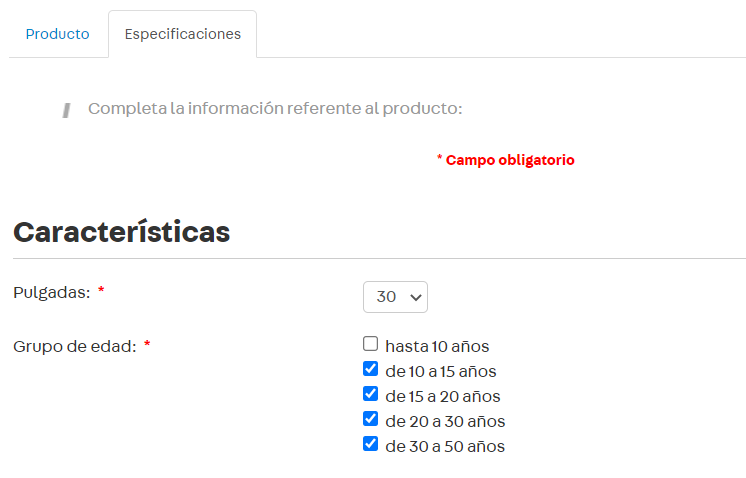 Producto Especificaciones
Completa la información referente al producto:
* Campo obligatorio
Características
Pulgadas: * 30
Grupo de edad: * hasta 10 años
de 10 a 15 años
de 15 a 20 años
de 20 a 30 años
de 30 a 50 años